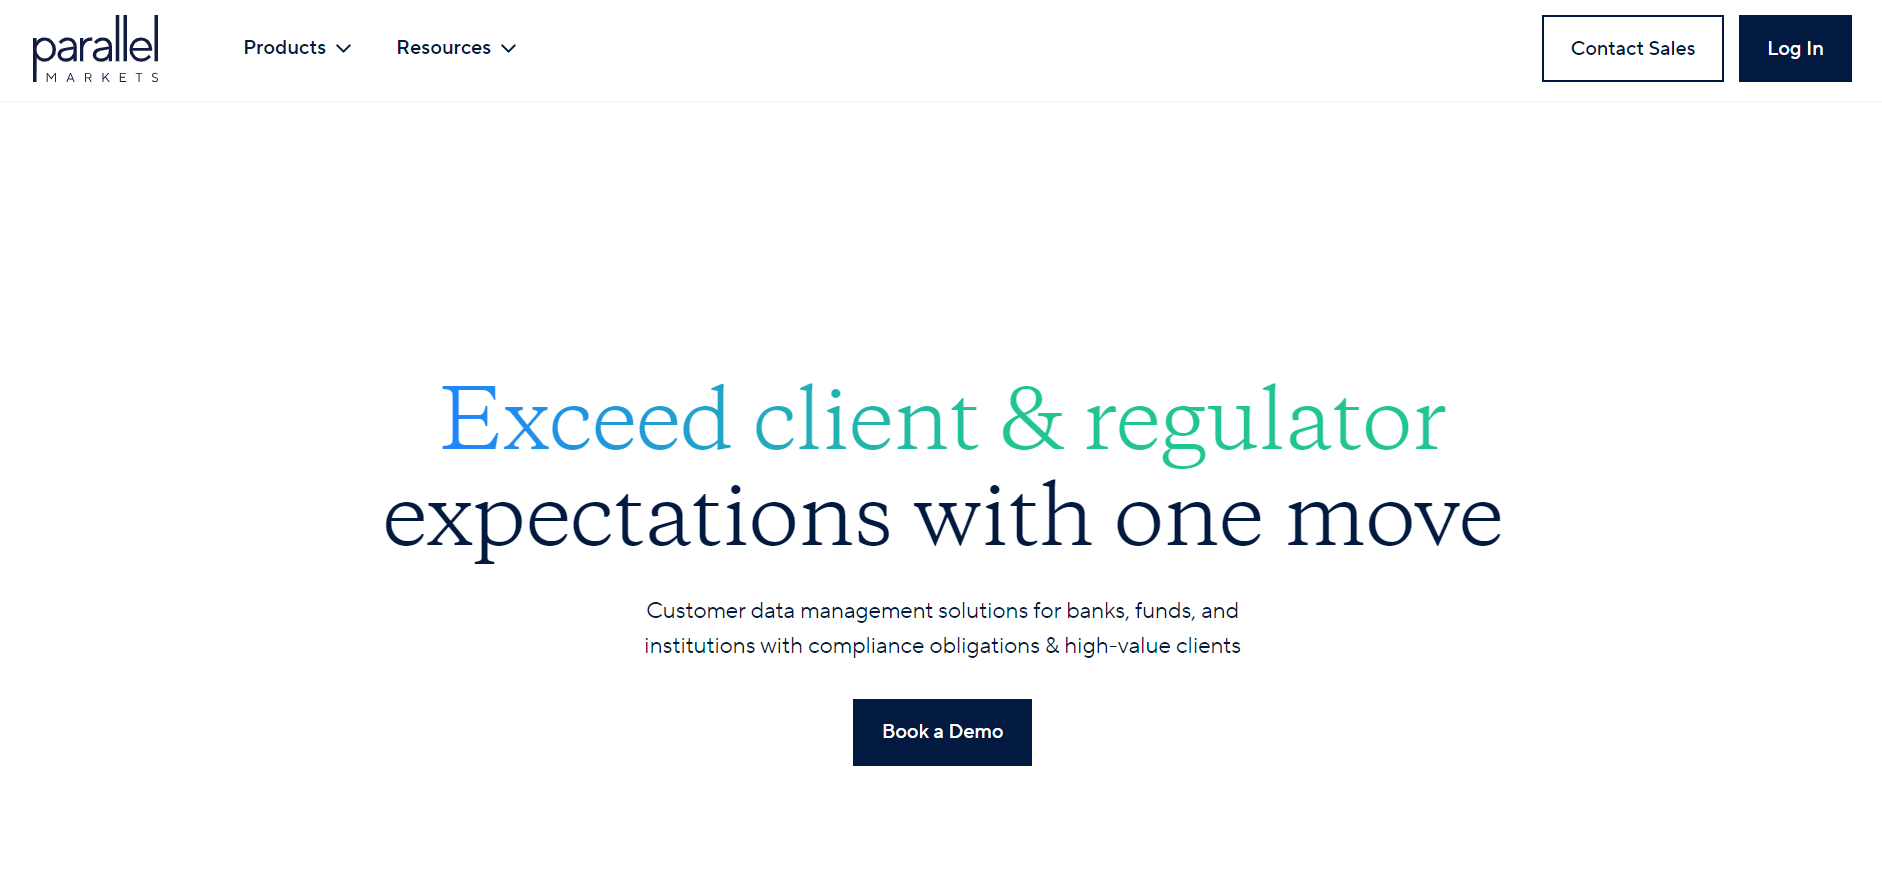 parallel
MARKETS
Products
Resources
Contact Sales
Log In
Exceed client & regulator
expectations with one move
Customer data management solutions for banks, funds, and
institutions with compliance obligations & high-value clients
Book a Demo